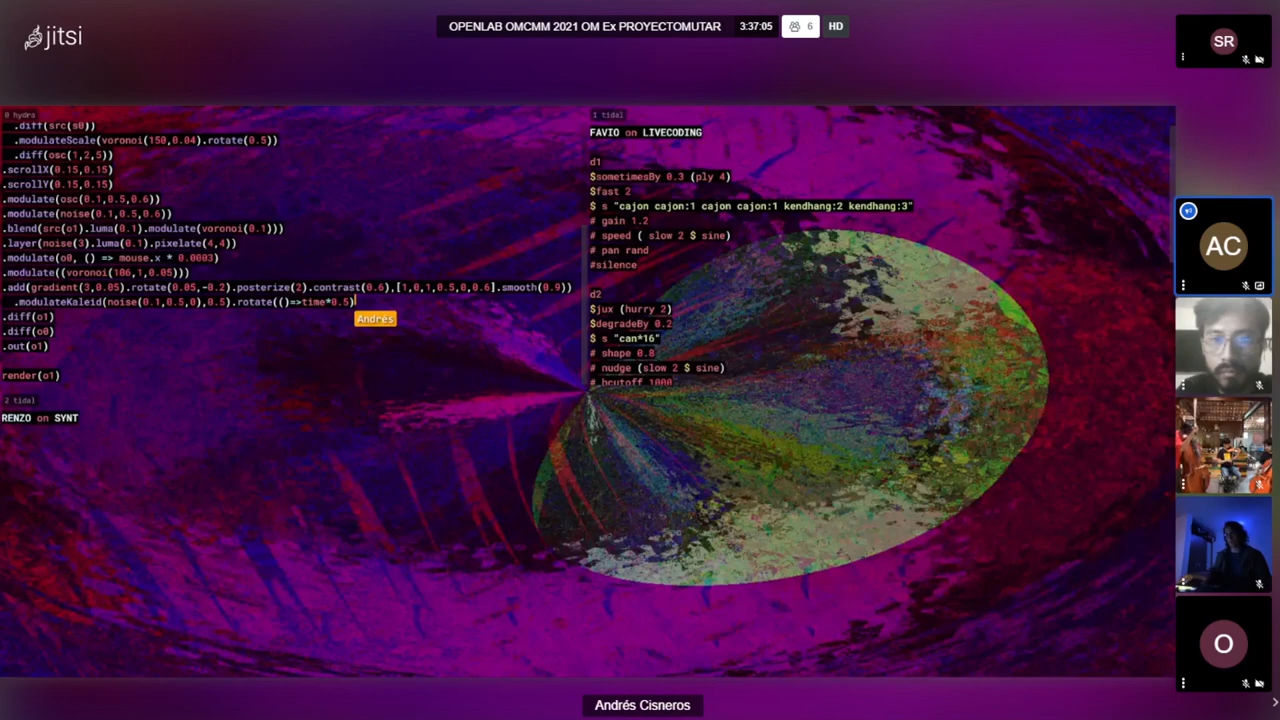 jitsi
OPENLAB OMCMM 2021 OM Ex PROYECTOMUTAR
3:37:05
6
HD
SR
0 hydra
.diff(src(s0))
.modulateScale(voronoi(150,0.04).rotate(0.5))
.diff(osc(1,2,5))
.scrollX(0.15,0.15)
.scrollY(0.15,0.15)
.modulate(osc(0.1,0.5,0.6))
.modulate(noise(0.1,0.5,0.6))
.blend(src(o1).luma(0.1).modulate(voronoi(0.1)))
.layer(noise(3).luma(0.1).pixelate(4,4))
.modulate(o0, () => mouse.x * 0.0003)
.modulate((voronoi(106,1,0.05)))
.add(gradient(3,0.05).rotate(0.05,-0.2).posterize(2).contrast(0.6),[1,0,1,0.5,0,0.6].smooth(0.9))
.modulateKaleid(noise(0.1,0.5,0),0.5).rotate(()=>time*0.5)
Andrés
.diff(o1)
.diff(o0)
.out(o1)
render(o1)
2 tidal
RENZO on SYNT
1 tidal
FAVIO on LIVECODING
d1
$sometimesBy 0.3 (ply 4)
$fast 2
$ s "cajon cajon:1 cajon cajon:1 kendhang:2 kendhang:3"
# gain 1.2
# speed ( slow 2 $ sine)
# pan rand
#silence
d2
$jux (hurry 2)
$degradeBy 0.2
$ s "can*16"
# shape 0.8
# nudge (slow 2 $ sine)
# hcutoff 1000
AC
O
Andrés Cisneros